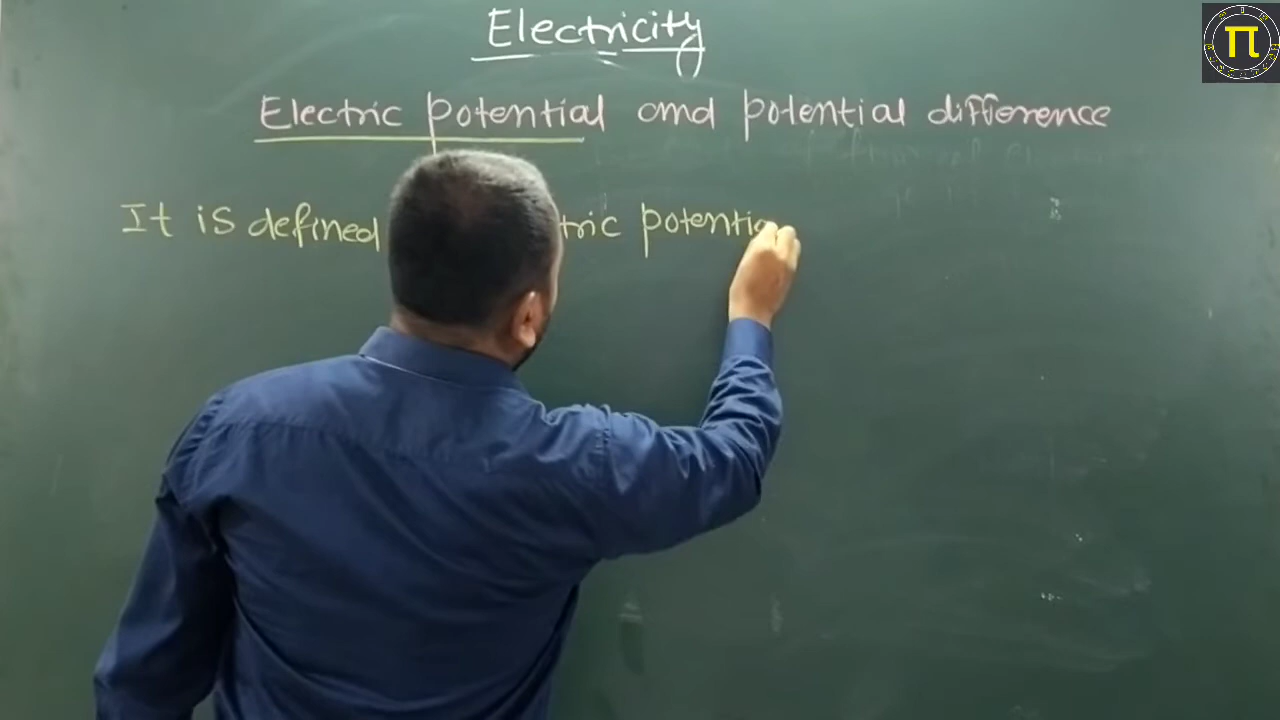 Electricity
Electric potential and potential difference
It is defined tric potentia
π